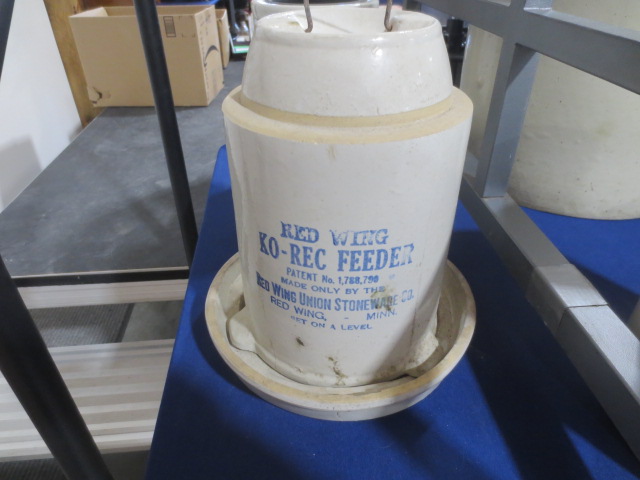 RED WING
KO-REC FEEDER
PATENT No. 1,788,790
MADE ONLY BY THE
RED WING UNION STONEWARE CO.
RED WING, - MINN.
SET ON A LEVEL